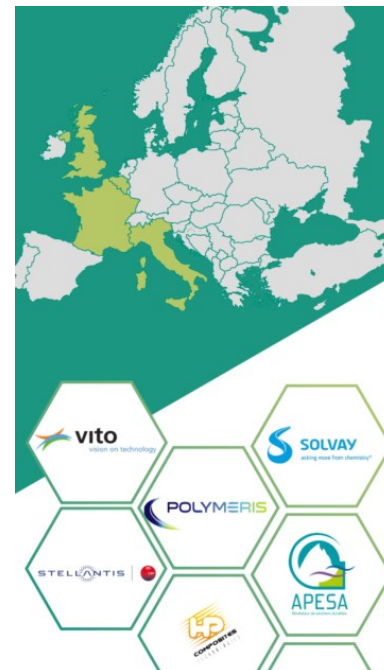 vito
vision on technology
SOLVAY
asking more from chemistry®
POLYMERIS
STELLANTIS
APESA
HP
COMPOSITES